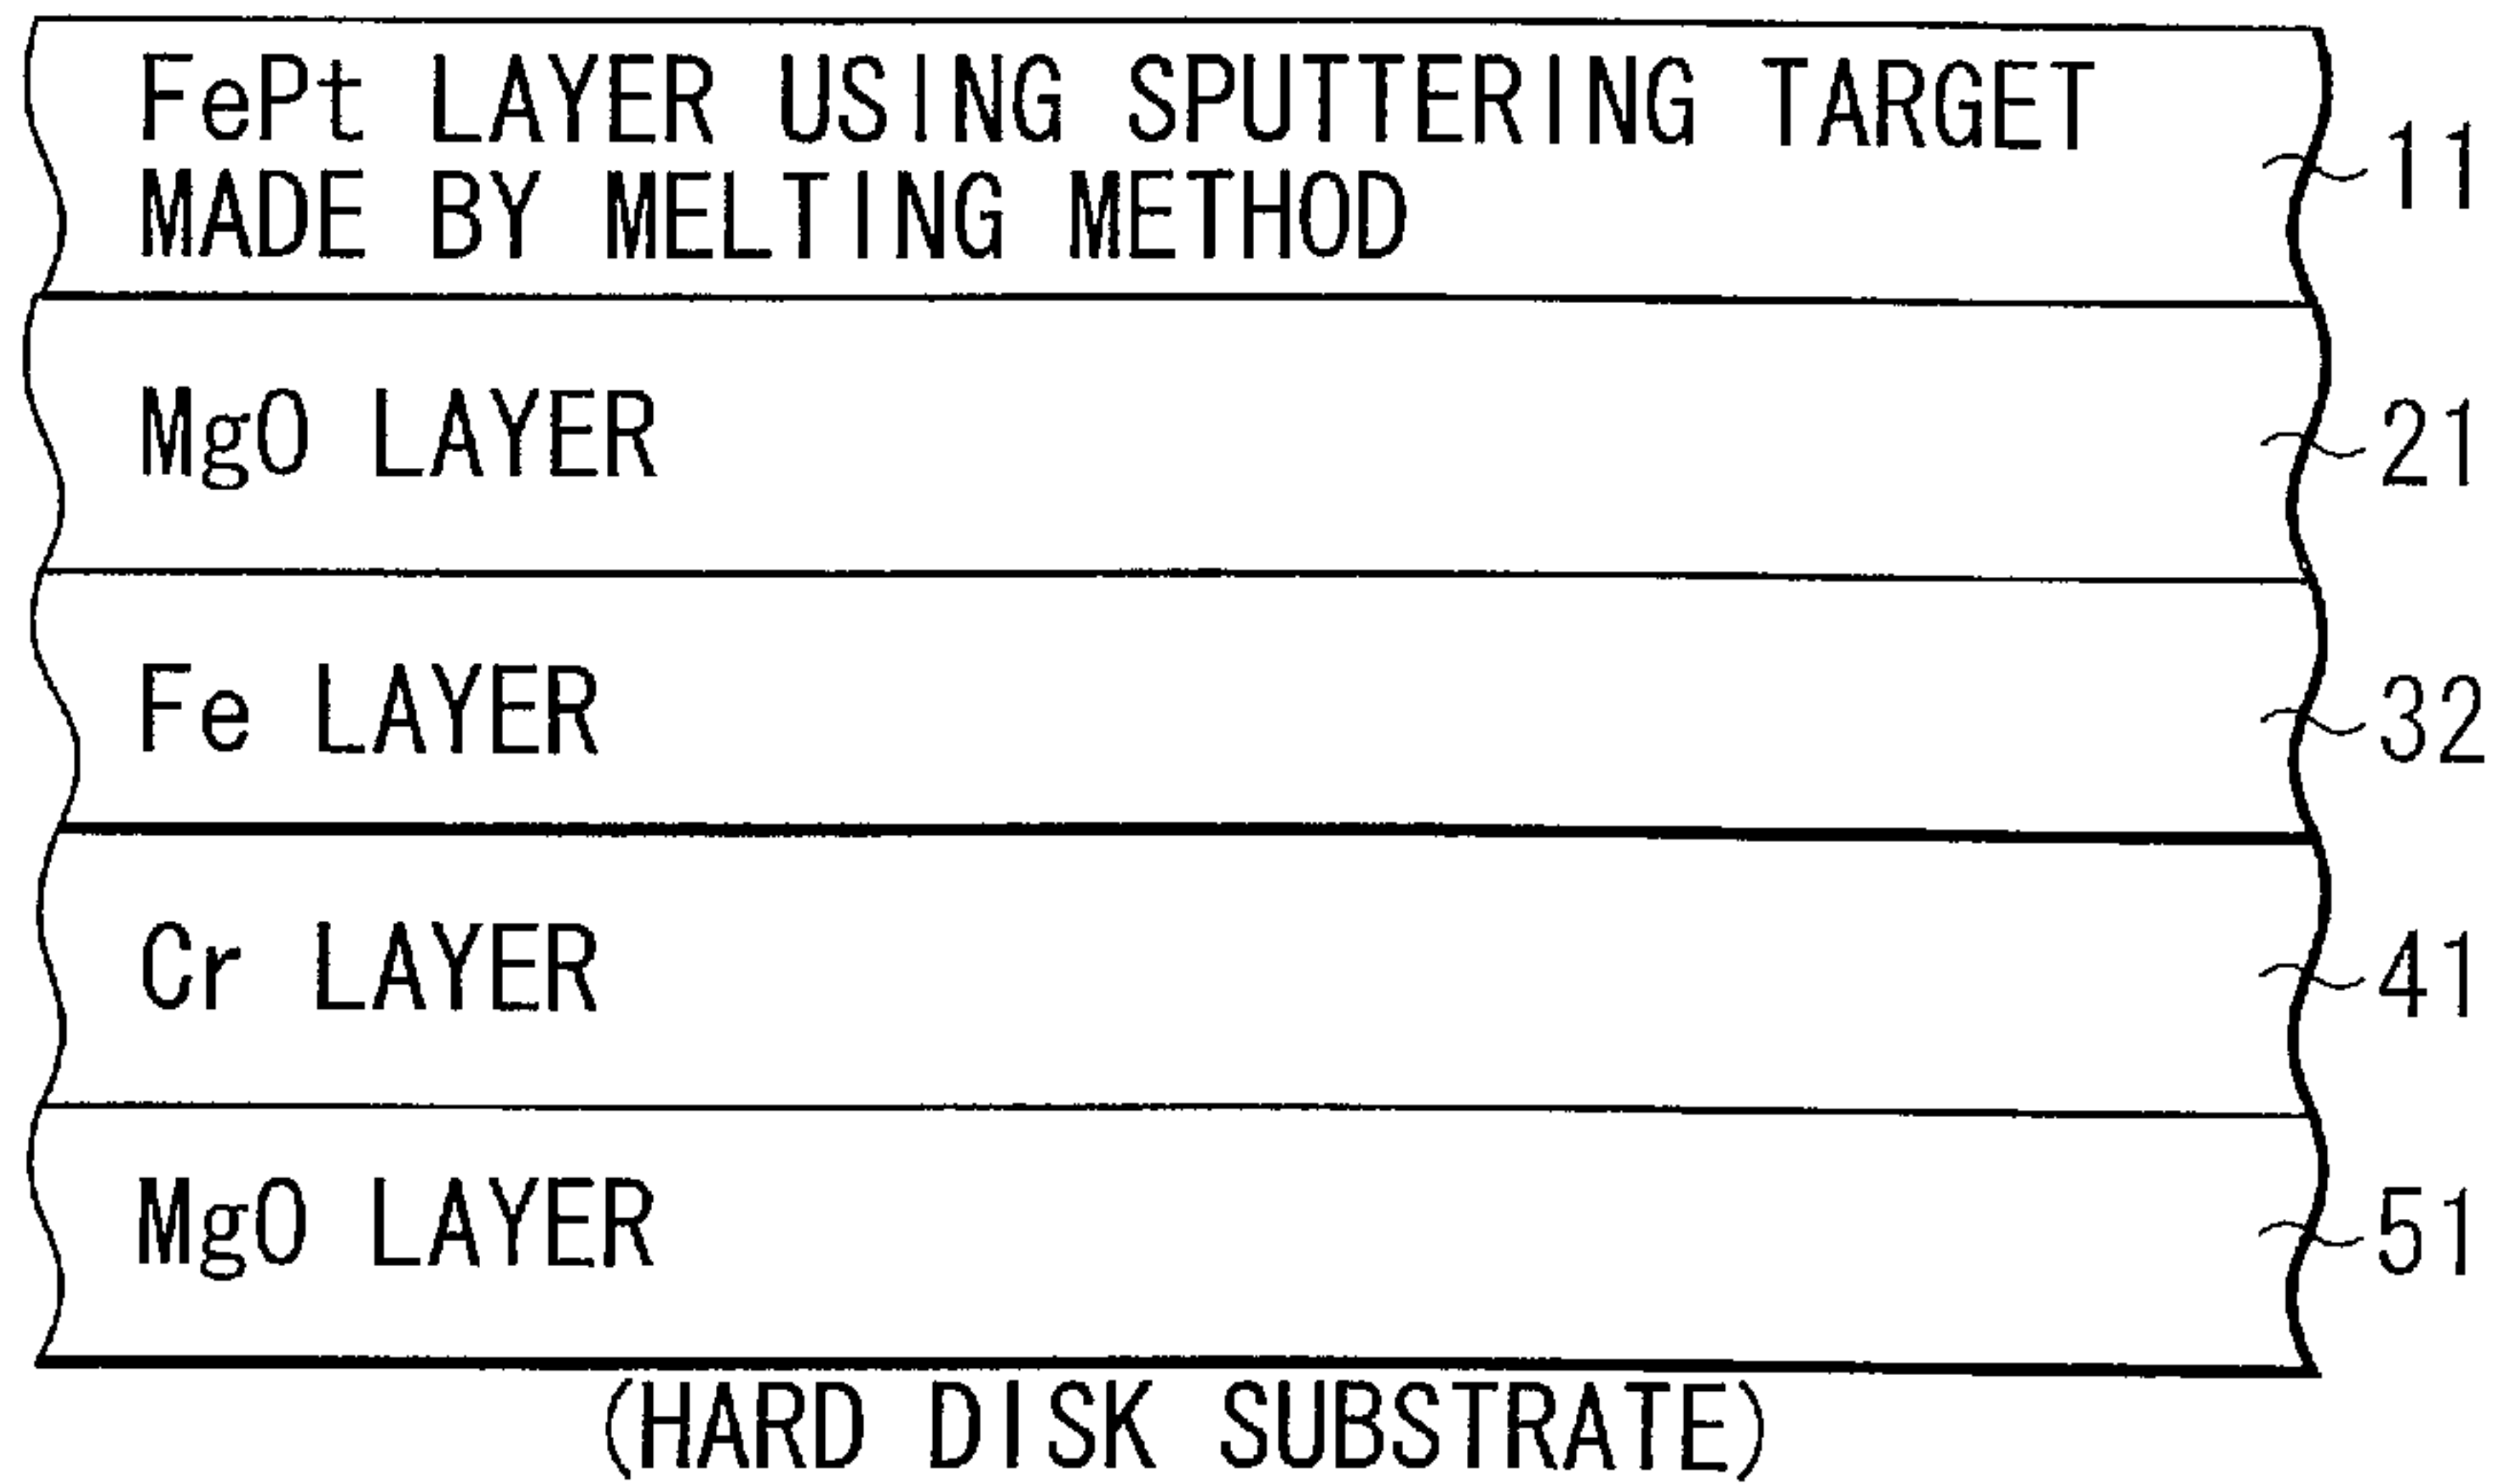 FePt LAYER USING SPUTTERING TARGET
MADE BY MELTING METHOD
11
MgO LAYER
21
Fe LAYER
32
Cr LAYER
41
MgO LAYER
51
(HARD DISK SUBSTRATE)